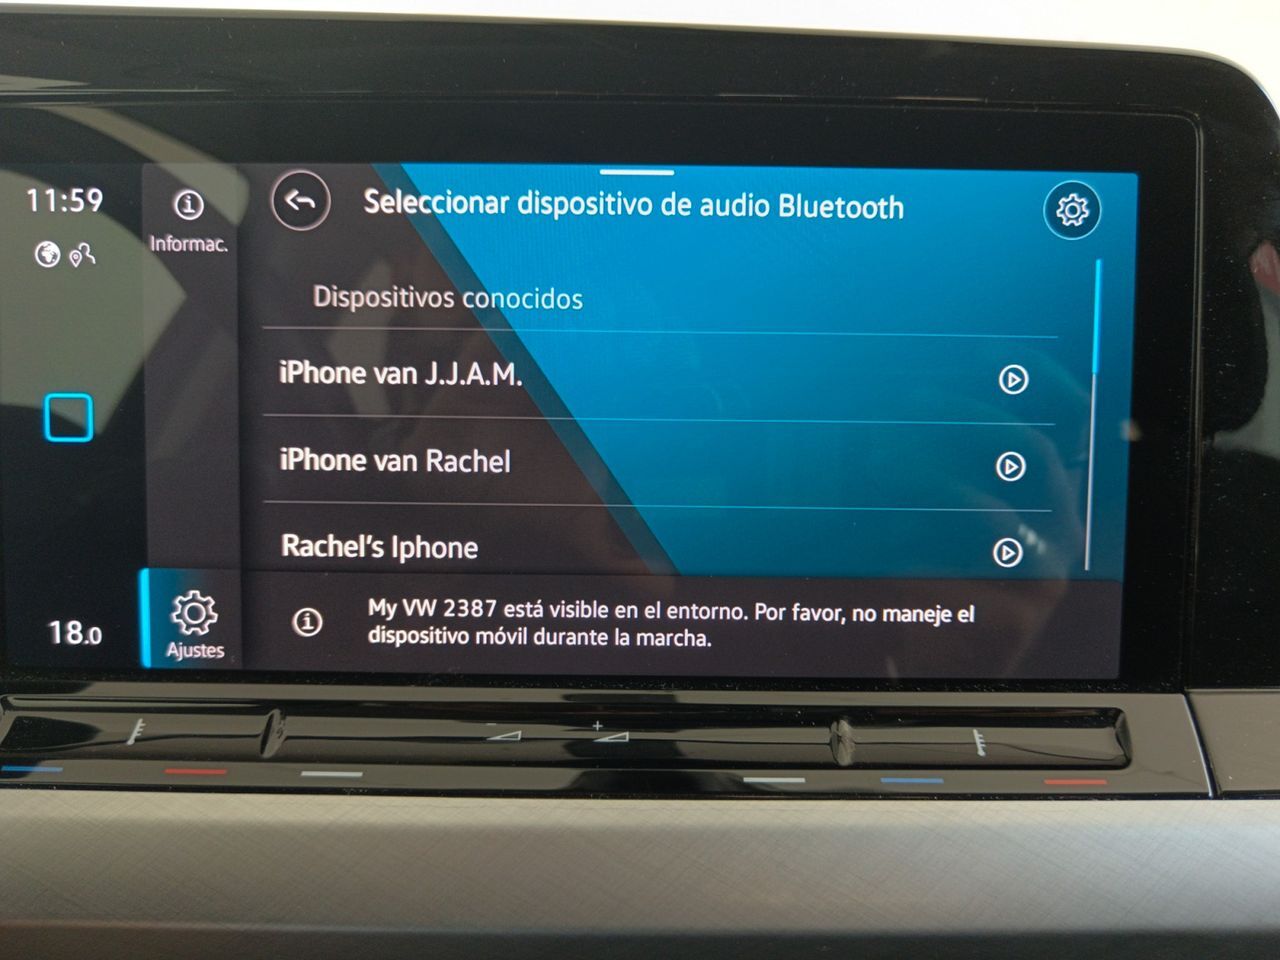 11:59
Informac.
Seleccionar dispositivo de audio Bluetooth
Dispositivos conocidos
iPhone van J.J.A.M.
iPhone van Rachel
Rachel's Iphone
My VW 2387 está visible en el entorno. Por favor, no maneje el
dispositivo móvil durante la marcha.
18.0
Ajustes
- +